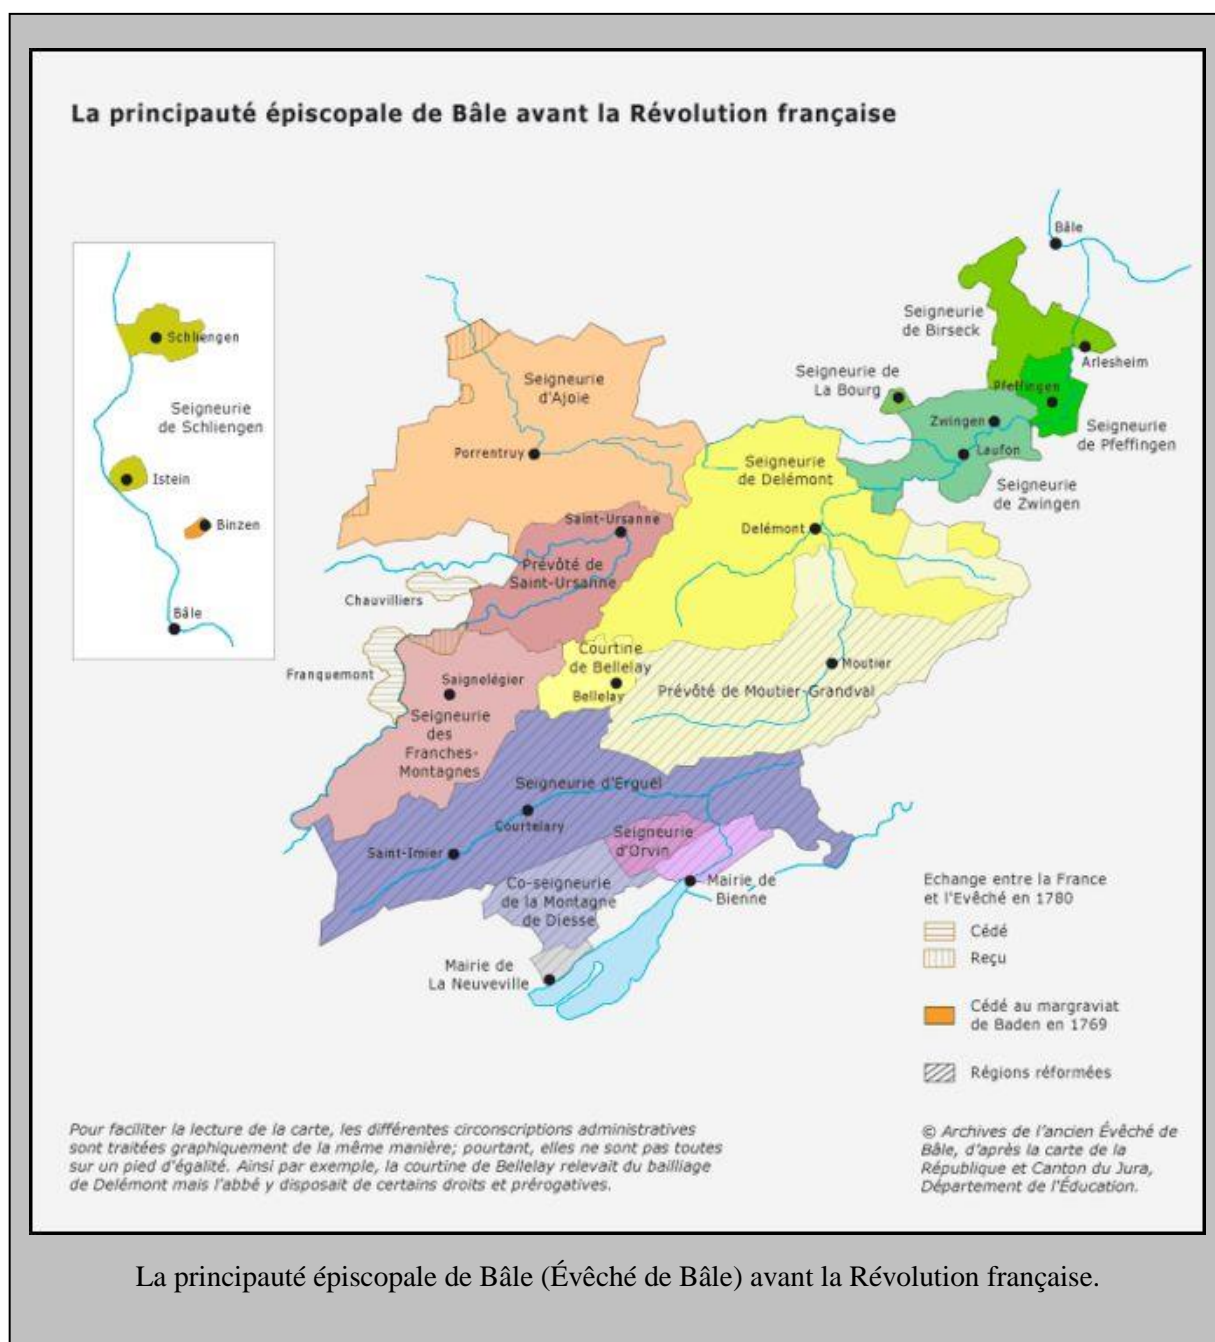 La principauté épiscopale de Bâle avant la Révolution française
Schliengen
Seigneurie
de Schliengen
Istein
Binzen
Bâle
Bâle
Seigneurie
de Birseck
Arlesheim
Seigneurie de
La Bourg
Pfeffingen
Seigneurie
de Pfeffingen
Zwingen
Laufon
Seigneurie
de Zwingen
Seigneurie
d'Ajoie
Porrentruy
Seigneurie
de Delémont
Delémont
Saint-Ursanne
Prévôté de
Saint-Ursanne
Chauvilliers
Franquemont
Courtine
de Bellelay
Bellelay
Moutier
Prévôté de Moutier-Grandval
Saignelégier
Seigneurie
des
Franches-
Montagnes
Seigneurie d'Erguël
Courtelary
Saint-Imier
Seigneurie
d'Orvin
Co-seigneurie
de la Montagne
de Diesse
Mairie de
Bienne
Mairie de
La Neuveville
Echange entre la France
et l'Evêché en 1780
Cédé
Reçu
Cédé au margraviat
de Baden en 1769
Régions réformées
Pour faciliter la lecture de la carte, les différentes circonscriptions administratives
sont traitées graphiquement de la même manière; pourtant, elles ne sont pas toutes
sur un pied d'égalité. Ainsi par exemple, la courtine de Bellelay relevait du bailliage
de Delémont mais l'abbé y disposait de certains droits et prérogatives.
© Archives de l'ancien Évêché de
Bâle, d'après la carte de la
République et Canton du Jura,
Département de l'Éducation.
La principauté épiscopale de Bâle (Évêché de Bâle) avant la Révolution française.